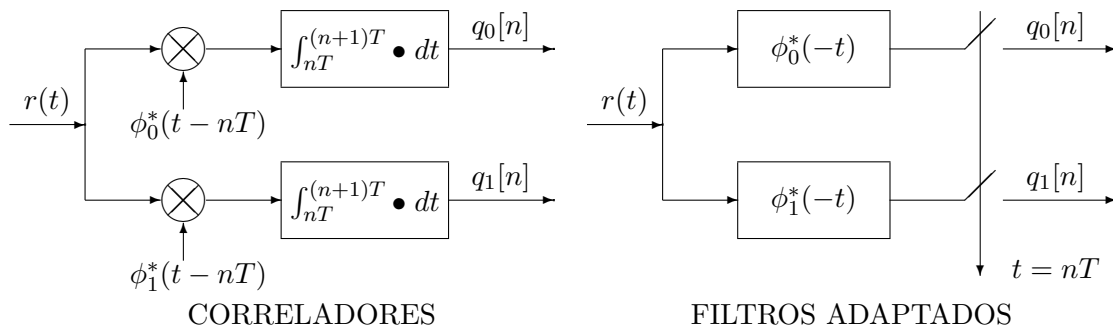 r(t)
ϕ₀*(t − nT)
∫ₙT⁽ⁿ⁺¹⁾ᵀ • dt
q₀[n]
ϕ₁*(t − nT)
∫ₙT⁽ⁿ⁺¹⁾ᵀ • dt
q₁[n]
CORRELADORES
r(t)
ϕ₀*(−t)
q₀[n]
ϕ₁*(−t)
q₁[n]
t = nT
FILTROS ADAPTADOS